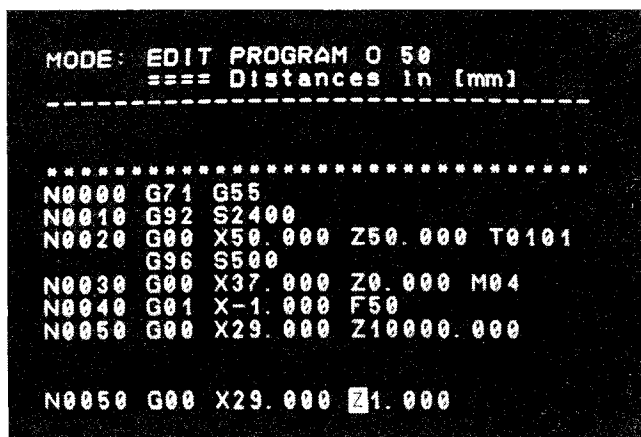 MODE: EDIT PROGRAM O 50
==== Distances in [mm]
----------------------------------------
****************************************
N0000 G71 G55
N0010 G92 S2400
N0020 G00 X50.000 Z50.000 T0101
G96 S500
N0030 G00 X37.000 Z0.000 M04
N0040 G01 X-1.000 F50
N0050 G00 X29.000 Z10000.000
N0050 G00 X29.000 Z1.000